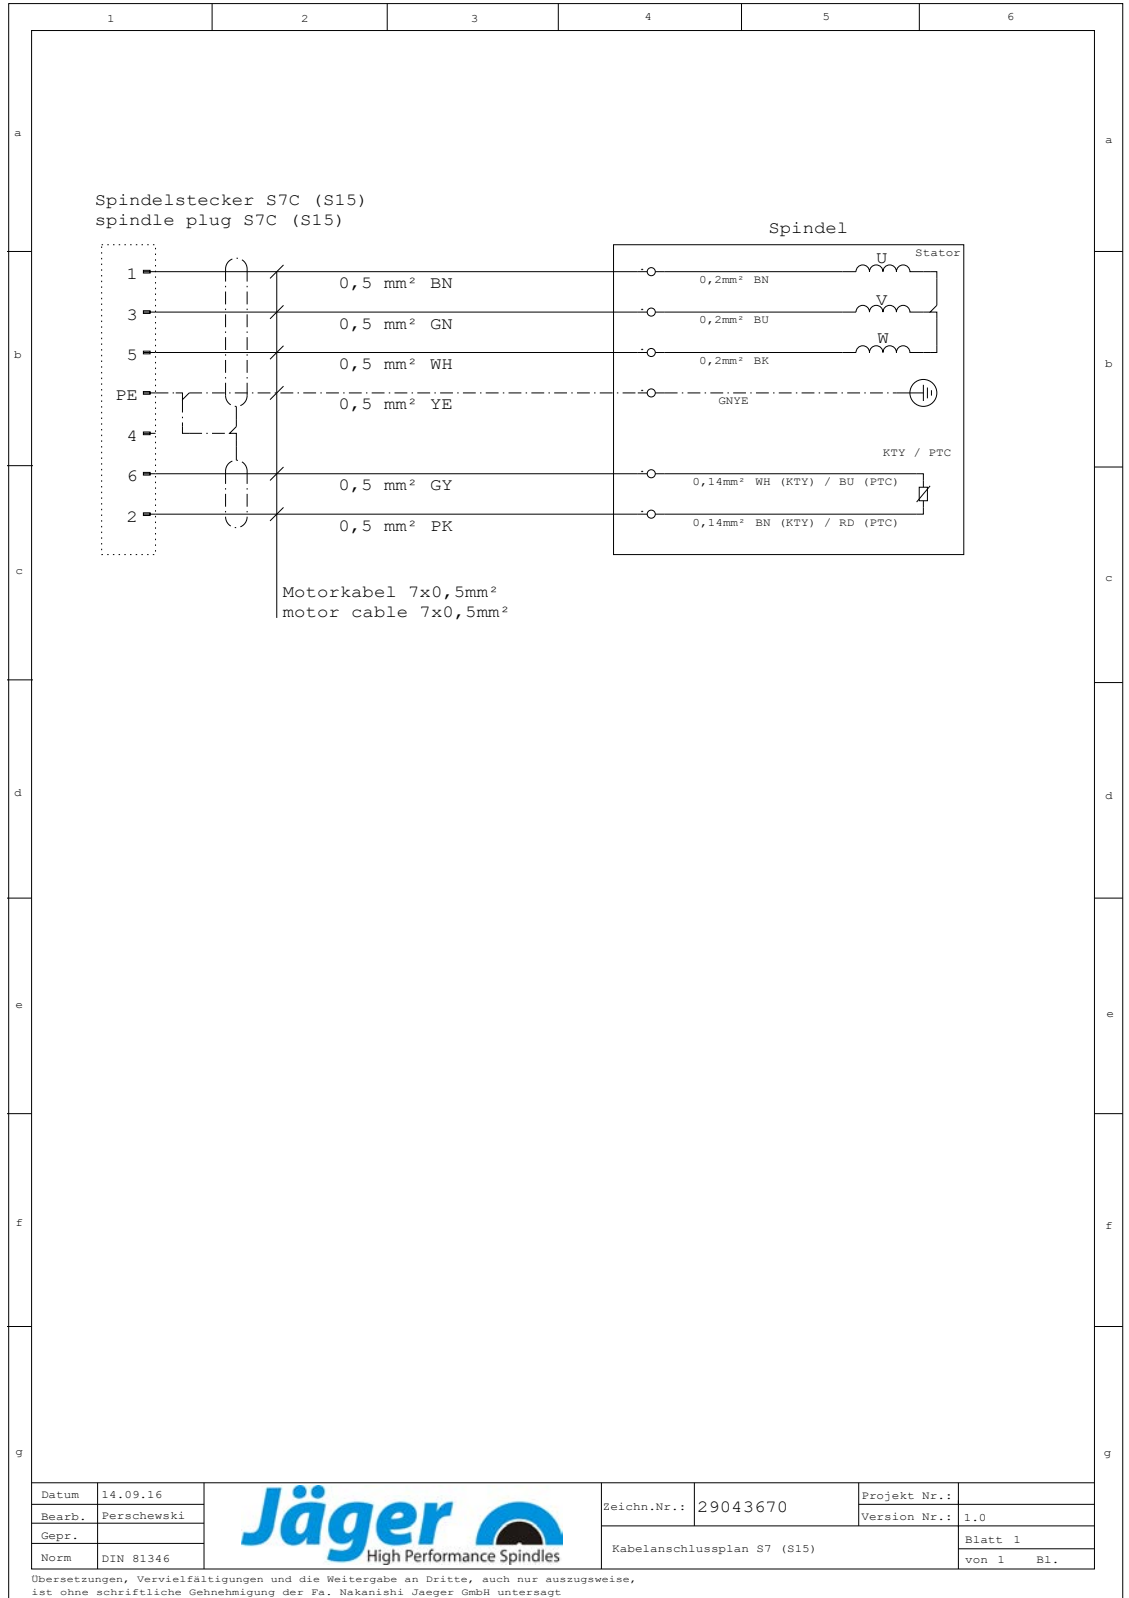 1 2 3 4 5 6
a a
Spindelstecker S7C (S15)
spindle plug S7C (S15)
Spindel
1 0,5 mm² BN 0,2mm² BN U Stator
3 0,5 mm² GN 0,2mm² BU V
5 0,5 mm² WH 0,2mm² BK W
b b
PE 0,5 mm² YE GNYE
4
KTY / PTC
6 0,5 mm² GY 0,14mm² WH (KTY) / BU (PTC)
2 0,5 mm² PK 0,14mm² BN (KTY) / RD (PTC)
c c
Motorkabel 7x0,5mm²
motor cable 7x0,5mm²
d d
e e
f f
g g
Datum 14.09.16
Bearb. Perschewski
Gepr.
Norm DIN 81346
Jäger
High Performance Spindles
Zeichn.Nr.: 29043670
Kabelanschlussplan S7 (S15)
Projekt Nr.:
Version Nr.: 1.0
Blatt 1
von 1 Bl.
Übersetzungen, Vervielfältigungen und die Weitergabe an Dritte, auch nur auszugsweise,
ist ohne schriftliche Gehnehmigung der Fa. Nakanishi Jaeger GmbH untersagt